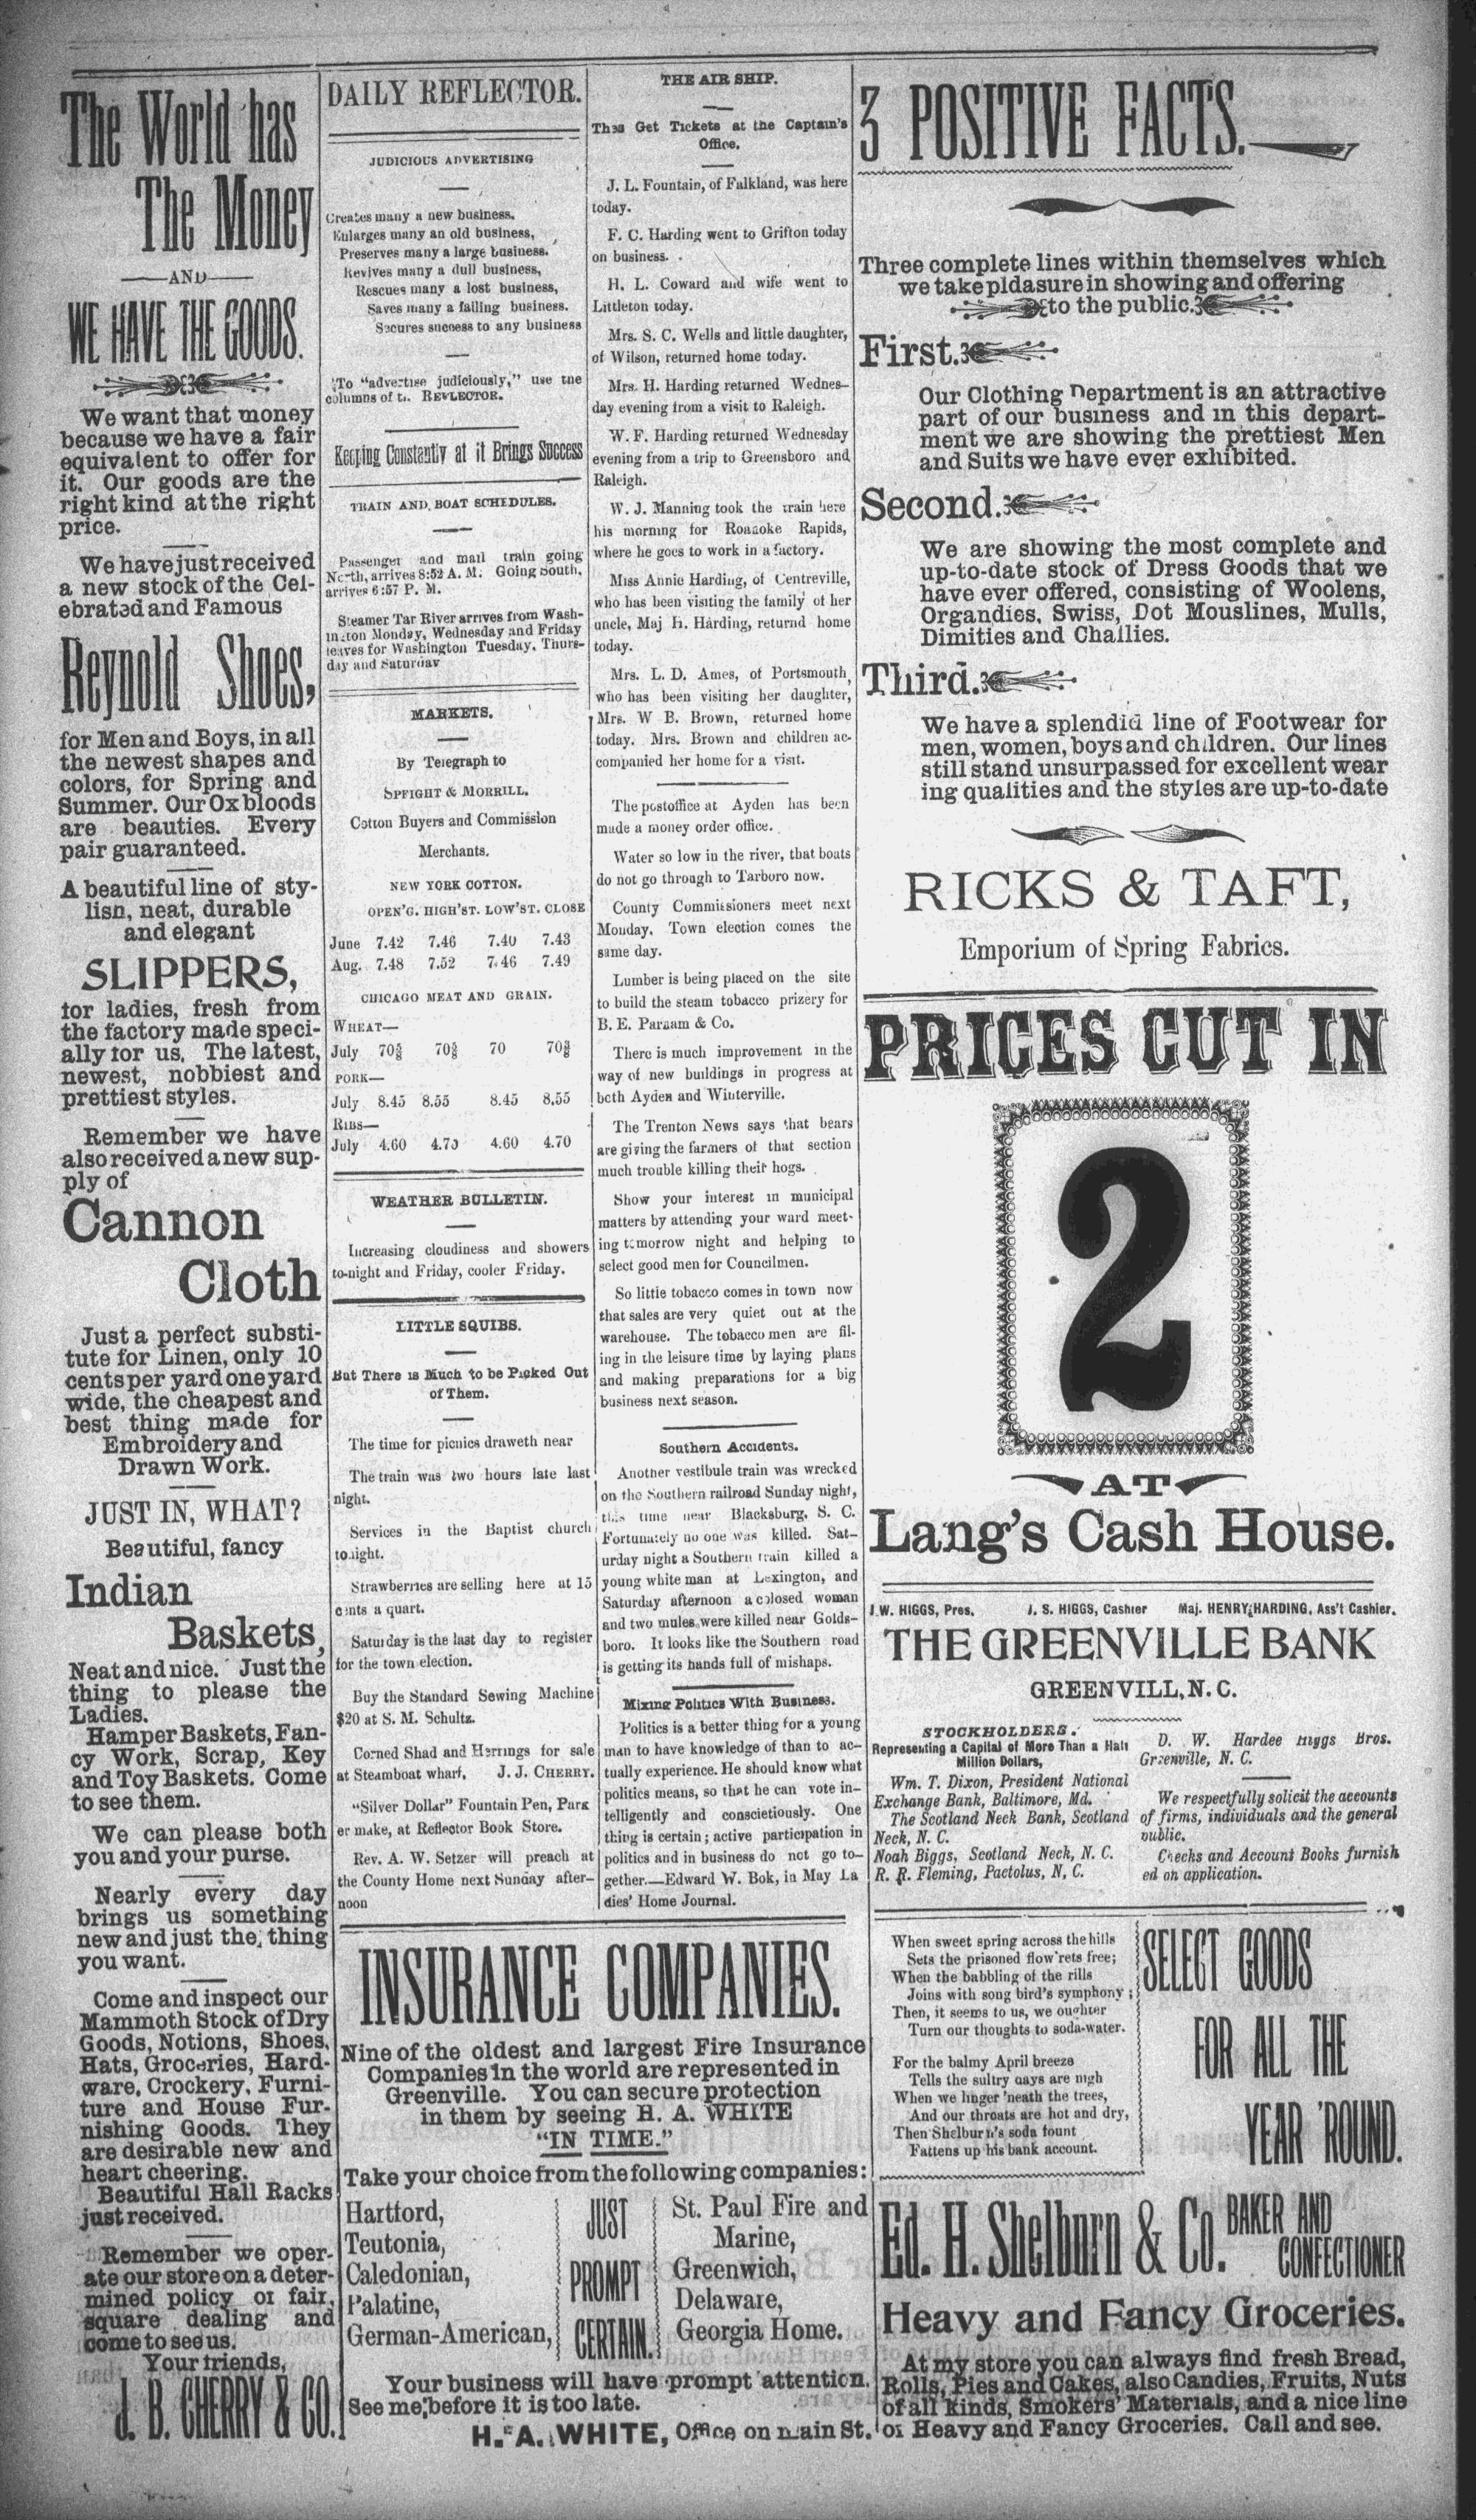 The World has
The Money
—AND—
WE HAVE THE GOODS.
We want that money
because we have a fair
equivalent to offer for
it. Our goods are the
right kind at the right
price.
We have just received
a new stock of the Cel-
ebratad and Famous
Reynold Shoes,
for Men and Boys, in all
the newest shapes and
colors, for Spring and
Summer. Our Oxbloods
are beauties. Every
pair guaranteed.
A beautiful line of sty-
lisn, neat, durable
and elegant
SLIPPERS,
tor ladies, fresh from
the factory made speci-
ally for us. The latest,
newest, nobbiest and
prettiest styles.
Remember we have
also received a new sup-
ply of
Cannon
Cloth
Just a perfect substi-
tute for Linen, only 10
cents per yard one yard
wide, the cheapest and
best thing made for
Embroidery and
Drawn Work.
JUST IN, WHAT?
Beautiful, fancy
Indian
Baskets,
Neat and nice. Just the
thing to please the
Ladies.
Hamper Baskets, Fan-
cy Work, Scrap, Key
and Toy Baskets. Come
to see them.
We can please both
you and your purse.
Nearly every day
brings us something
new and just the thing
you want.
Come and inspect our
Mammoth Stock of Dry
Goods, Notions, Shoes,
Hats, Groceries, Hard-
ware, Crockery, Furni-
ture and House Fur-
nishing Goods. They
are desirable new and
heart cheering.
Beautiful Hall Racks
just received.
Remember we oper-
ate our store on a deter-
mined policy of fair,
square dealing and
come to see us.
Your friends,
J. B. CHERRY & CO.
DAILY REFLECTOR.
JUDICIOUS ADVERTISING
Creates many a new business.
Enlarges many an old business,
Preserves many a large business.
Revives many a dull business,
Rescues many a lost business,
Saves many a failing business.
Secures success to any business
To "advertise judiciously," use the
columns of t.. REFLECTOR.
Keeping Constantly at it Brings Success
TRAIN AND BOAT SCHEDULES.
Passenger and mail train going
North, arrives 8:52 A. M. Going South,
arrives 6:57 P. M.
Steamer Tar River arrives from Wash-
ington Monday, Wednesday and Friday
leaves for Washington Tuesday, Thurs-
day and Saturday
MARKETS.
By Telegraph to
SPEIGHT & MORRILL.
Cotton Buyers and Commission
Merchants.
NEW YORK COTTON.
OPEN'G. HIGH'ST. LOW'ST. CLOSE
June 7.42 7.46 7.40 7.43
Aug. 7.48 7.52 7.46 7.49
CHICAGO MEAT AND GRAIN.
WHEAT—
July 70⅜ 70⅜ 70 70⅜
PORK—
July 8.45 8.55 8.45 8.55
RIBS—
July 4.60 4.70 4.60 4.70
WEATHER BULLETIN.
Increasing cloudiness and showers
to-night and Friday, cooler Friday.
LITTLE SQUIBS.
But There is Much to be Picked Out
of Them.
The time for picnics draweth near
The train was two hours late last
night.
Services in the Baptist church
tonight.
Strawberries are selling here at 15
cents a quart.
Saturday is the last day to register
for the town election.
Buy the Standard Sewing Machine
$20 at S. M. Schultz.
Corned Shad and Herrings for sale
at Steamboat wharf, J. J. CHERRY.
"Silver Dollar" Fountain Pen, Park
er make, at Reflector Book Store.
Rev. A. W. Setzer will preach at
the County Home next Sunday after-
noon
THE AIR SHIP.
Thos Get Tickets at the Captain's
Office.
J. L. Fountain, of Falkland, was here
today.
F. C. Harding went to Grifton today
on business.
H. L. Coward and wife went to
Littleton today.
Mrs. S. C. Wells and little daughter,
of Wilson, returned home today.
Mrs. H. Harding returned Wednes-
day evening from a visit to Raleigh.
W. F. Harding returned Wednesday
evening from a trip to Greensboro and
Raleigh.
W. J. Manning took the train here
his morning for Roanoke Rapids,
where he goes to work in a factory.
Miss Annie Harding, of Centreville,
who has been visiting the family of her
uncle, Maj H. Harding, returnd home
today.
Mrs. L. D. Ames, of Portsmouth,
who has been visiting her daughter,
Mrs. W B. Brown, returned home
today. Mrs. Brown and children ac-
companied her home for a visit.
The postoffice at Ayden has been
made a money order office.
Water so low in the river, that boats
do not go through to Tarboro now.
County Commissioners meet next
Monday. Town election comes the
same day.
Lumber is being placed on the site
to build the steam tobacco prizery for
B. E. Parham & Co.
There is much improvement in the
way of new buildings in progress at
both Ayden and Winterville.
The Trenton News says that bears
are giving the farmers of that section
much trouble killing their hogs.
Show your interest in municipal
matters by attending your ward meet-
ing tomorrow night and helping to
select good men for Councilmen.
So little tobacco comes in town now
that sales are very quiet out at the
warehouse. The tobacco men are fil-
ing in the leisure time by laying plans
and making preparations for a big
business next season.
Southern Accidents.
Another vestibule train was wrecked
on the Southern railroad Sunday night,
this time near Blacksburg, S. C.
Fortunately no one was killed. Sat-
urday night a Southern train killed a
young white man at Lexington, and
Saturday afternoon a colosed woman
and two mules were killed near Golds-
boro. It looks like the Southern road
is getting its hands full of mishaps.
Mixing Politics With Business.
Politics is a better thing for a young
man to have knowledge of than to ac-
tually experience. He should know what
politics means, so that he can vote in-
telligently and conscietiously. One
thing is certain; active participation in
politics and in business do not go to-
gether.—Edward W. Bok, in May La
dies' Home Journal.
INSURANCE COMPANIES.
Nine of the oldest and largest Fire Insurance
Companies in the world are represented in
Greenville. You can secure protection
in them by seeing H. A. WHITE
"IN TIME."
Take your choice from the following companies:
Hartford,
Teutonia,
Caledonian,
Palatine,
German-American,
JUST
PROMPT
CERTAIN.
St. Paul Fire and
Marine,
Greenwich,
Delaware,
Georgia Home.
Your business will have prompt attention.
See me before it is too late.
H. A. WHITE, Office on main St.
3 POSITIVE FACTS.
Three complete lines within themselves which
we take pldasure in showing and offering
to the public.
First.
Our Clothing Department is an attractive
part of our business and in this depart-
ment we are showing the prettiest Men
and Suits we have ever exhibited.
Second.
We are showing the most complete and
up-to-date stock of Dress Goods that we
have ever offered, consisting of Woolens,
Organdies, Swiss, Dot Mouslines, Mulls,
Dimities and Challies.
Third.
We have a splendid line of Footwear for
men, women, boys and children. Our lines
still stand unsurpassed for excellent wear
ing qualities and the styles are up-to-date
RICKS & TAFT,
Emporium of Spring Fabrics.
PRICES CUT IN
2
AT
Lang's Cash House.
J. W. HIGGS, Pres. J. S. HIGGS, Cashier Maj. HENRY HARDING, Ass't Cashier.
THE GREENVILLE BANK
GREENVILL, N. C.
STOCKHOLDERS.
Representing a Capital of More Than a Half
Million Dollars,
Wm. T. Dixon, President National
Exchange Bank, Baltimore, Md.
The Scotland Neck Bank, Scotland
Neck, N. C.
Noah Biggs, Scotland Neck, N. C.
R. R. Fleming, Pactolus, N, C.
D. W. Hardee Higgs Bros.
Greenville, N. C.
We respectfully solicit the accounts
of firms, individuals and the general
public.
Checks and Account Books furnish
ed on application.
When sweet spring across the hills
Sets the prisoned flow'rets free;
When the babbling of the rills
Joins with song bird's symphony;
Then, it seems to us, we oughter
Turn our thoughts to soda-water.
For the balmy April breeze
Tells the sultry days are nigh
When we linger 'neath the trees,
And our throats are hot and dry,
Then Shelburn's soda fount
Fattens up his bank account.
SELECT GOODS
FOR ALL THE
YEAR 'ROUND.
Ed. H. Shelburn & Co. BAKER AND
CONFECTIONER
Heavy and Fancy Groceries.
At my store you can always find fresh Bread,
Rolls, Pies and Cakes, also Candies, Fruits, Nuts
of all kinds, Smokers' Materials, and a nice line
of Heavy and Fancy Groceries. Call and see.